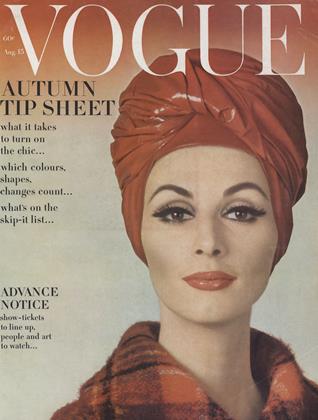 VOGUE
60c
Aug. 15
AUTUMN
TIP SHEET
what it takes
to turn on
the chic...
which colours,
shapes,
changes count...
what's on the
skip-it list...
ADVANCE
NOTICE
show-tickets
to line up,
people and art
to watch...